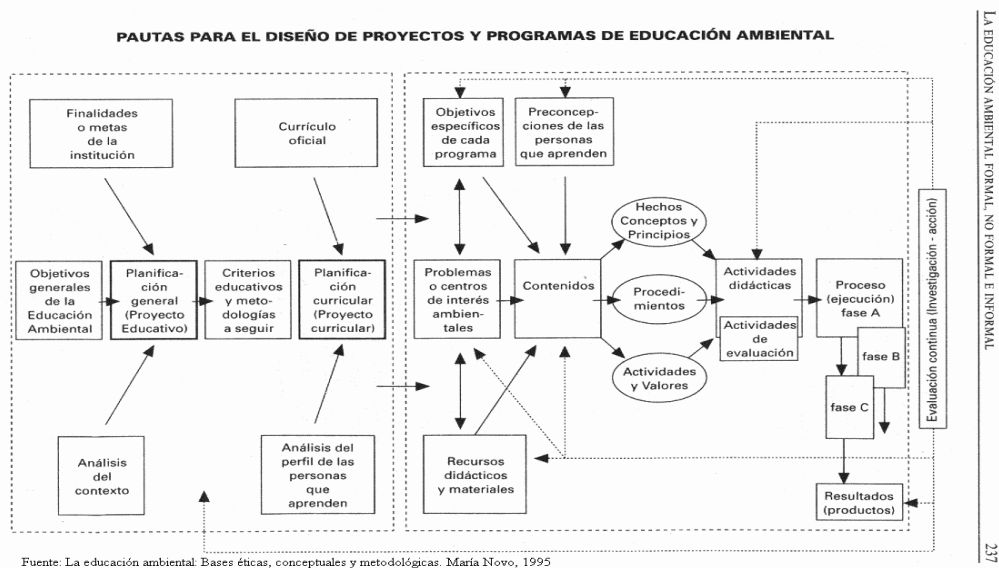 PAUTAS PARA EL DISEÑO DE PROYECTOS Y PROGRAMAS DE EDUCACIÓN AMBIENTAL
Finalidades
o metas
de la
institución
Currículo
oficial
Objetivos
específicos
de cada
programa
Preconcep-
ciones de las
personas
que aprenden
Hechos
Conceptos y
Principios
Objetivos
generales
de la
Educación
Ambiental
Planifica-
ción
general
(Proyecto
Educativo)
Criterios
educativos
y meto-
dologías
a seguir
Planifica-
ción
curricular
(Proyecto
curricular)
Problemas
o centros
de interés
ambien-
tales
Contenidos
Procedi-
mientos
Actividades
didácticas
Actividades
de
evaluación
Proceso
(ejecución)
fase A
fase B
fase C
Actividades
y Valores
Análisis
del
contexto
Análisis del
perfil de las
personas
que
aprenden
Recursos
didácticos
y materiales
Resultados
(productos)
Evaluación continua (Investigación - acción)
LA EDUCACIÓN AMBIENTAL FORMAL, NO FORMAL E INFORMAL
237
Fuente: La educación ambiental: Bases éticas, conceptuales y metodológicas. María Novo, 1995